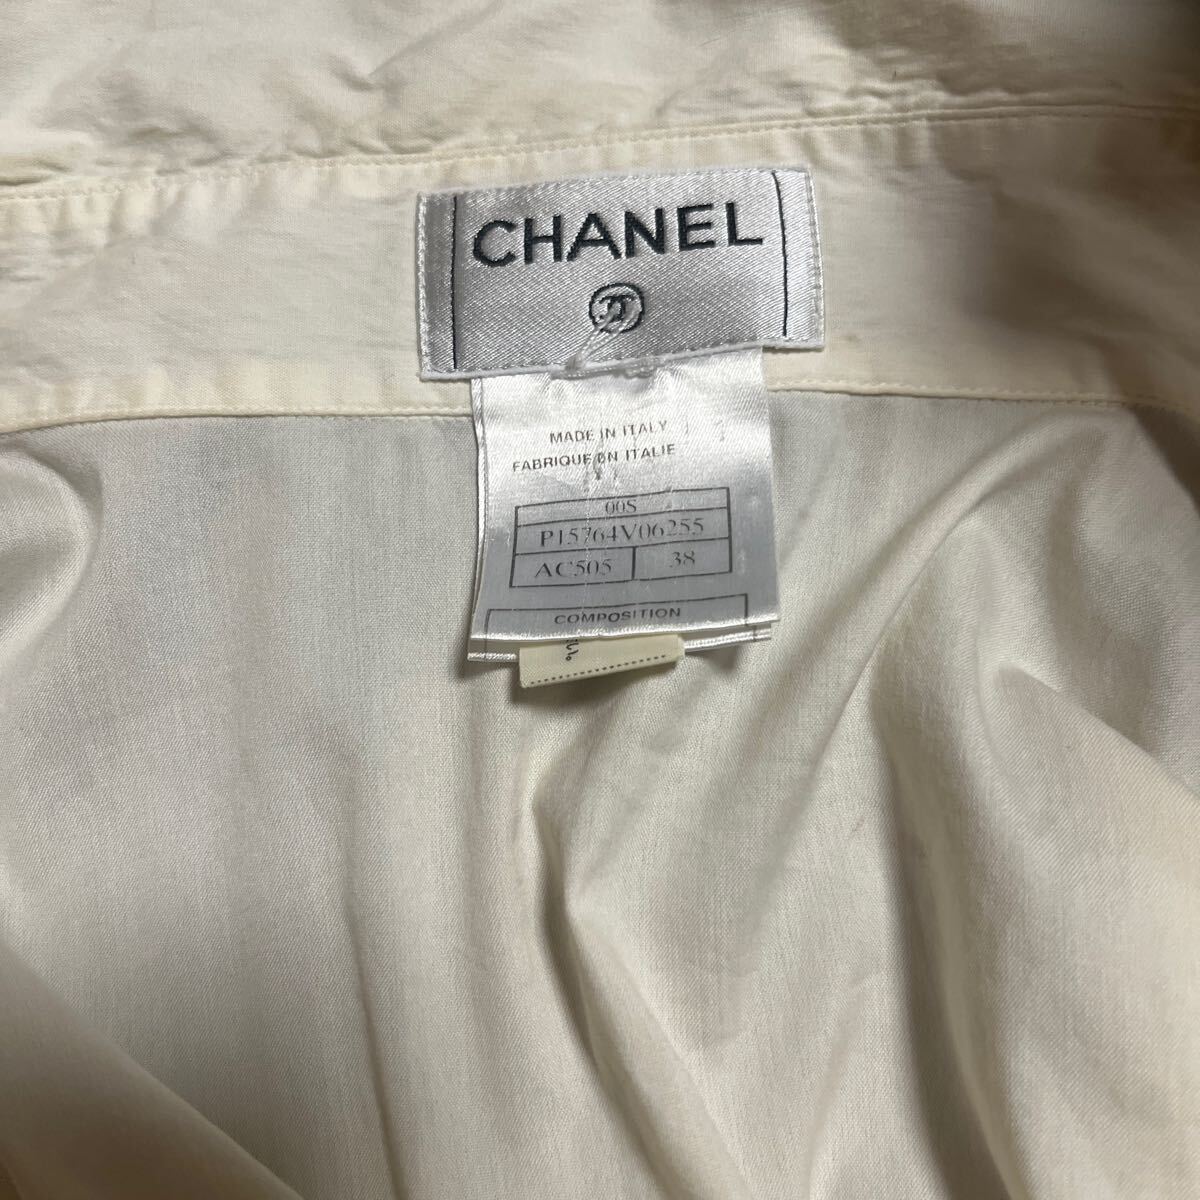 CHANEL
MADE IN ITALY
FABRIQUE EN ITALIE
00S
P15764V06255
AC505 38
COMPOSITION